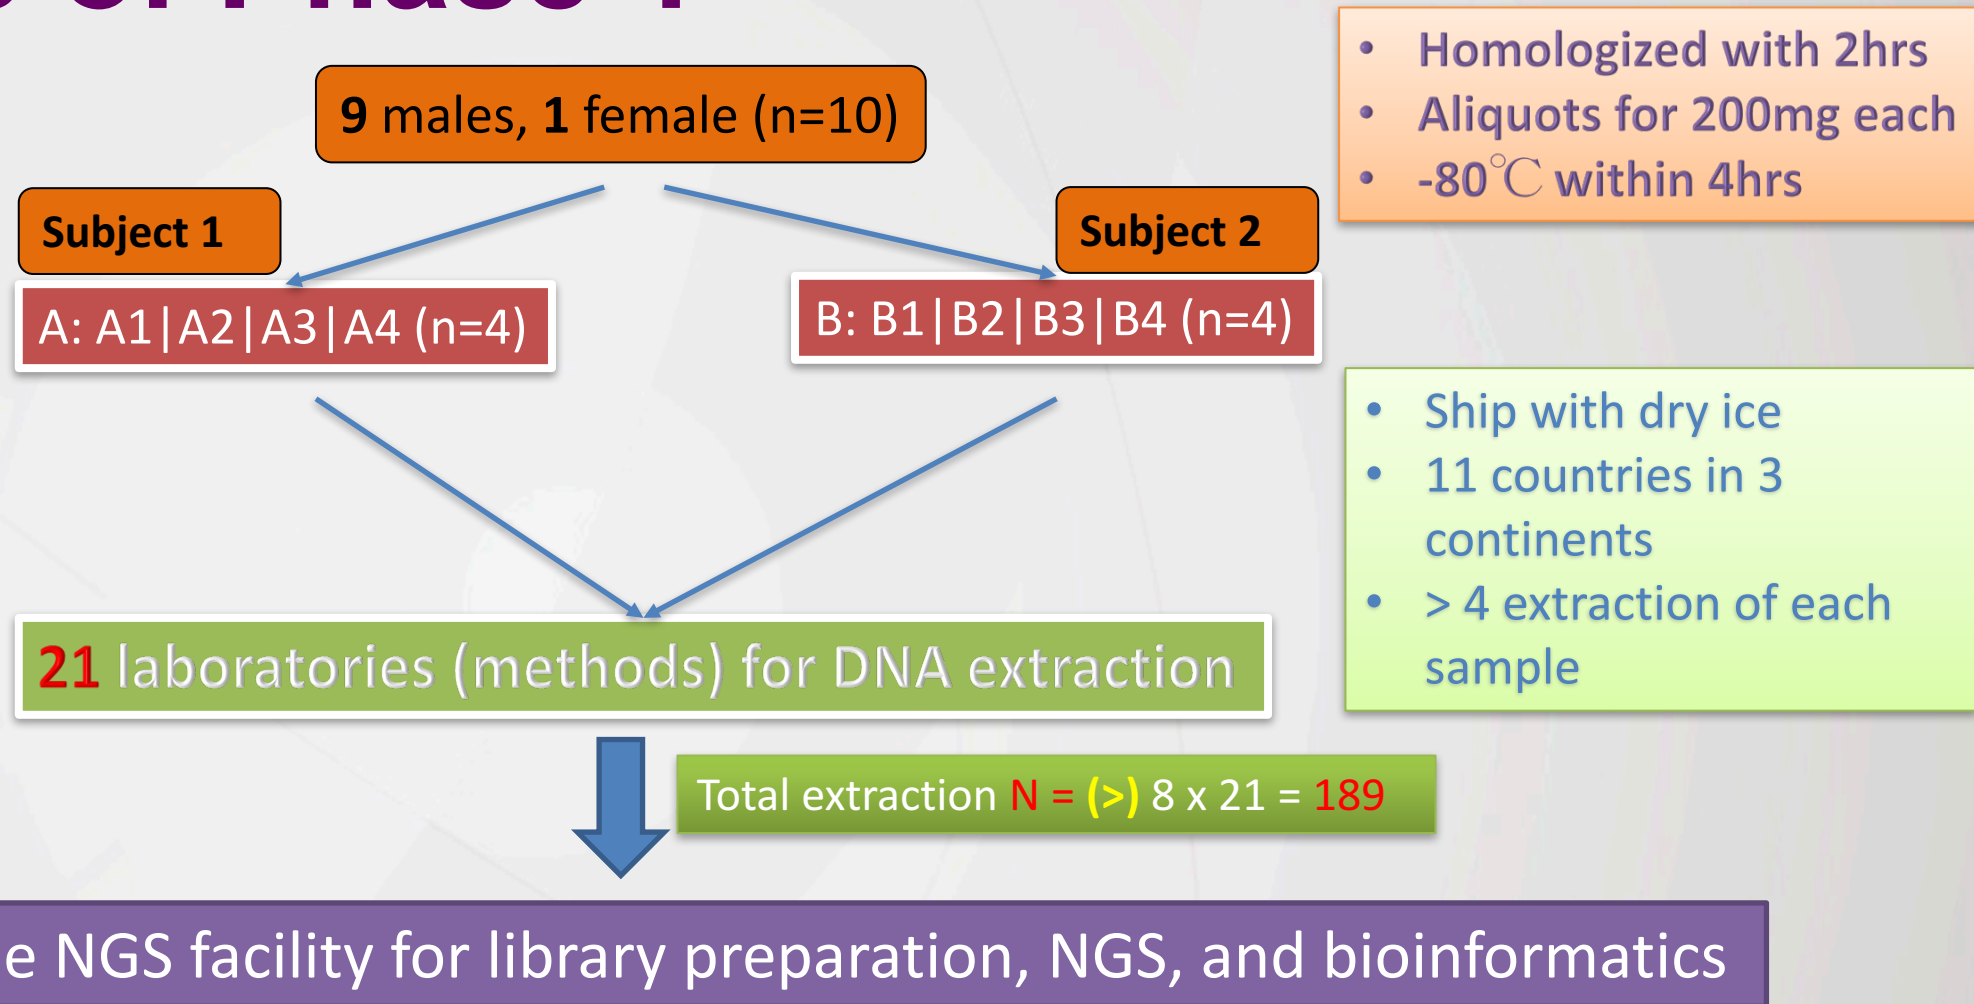 9 males, 1 female (n=10)
• Homologized with 2hrs
• Aliquots for 200mg each
• -80℃ within 4hrs
Subject 1
Subject 2
A: A1|A2|A3|A4 (n=4)
B: B1|B2|B3|B4 (n=4)
• Ship with dry ice
• 11 countries in 3
continents
• > 4 extraction of each
sample
21 laboratories (methods) for DNA extraction
Total extraction N = (>) 8 x 21 = 189
e NGS facility for library preparation, NGS, and bioinformatics